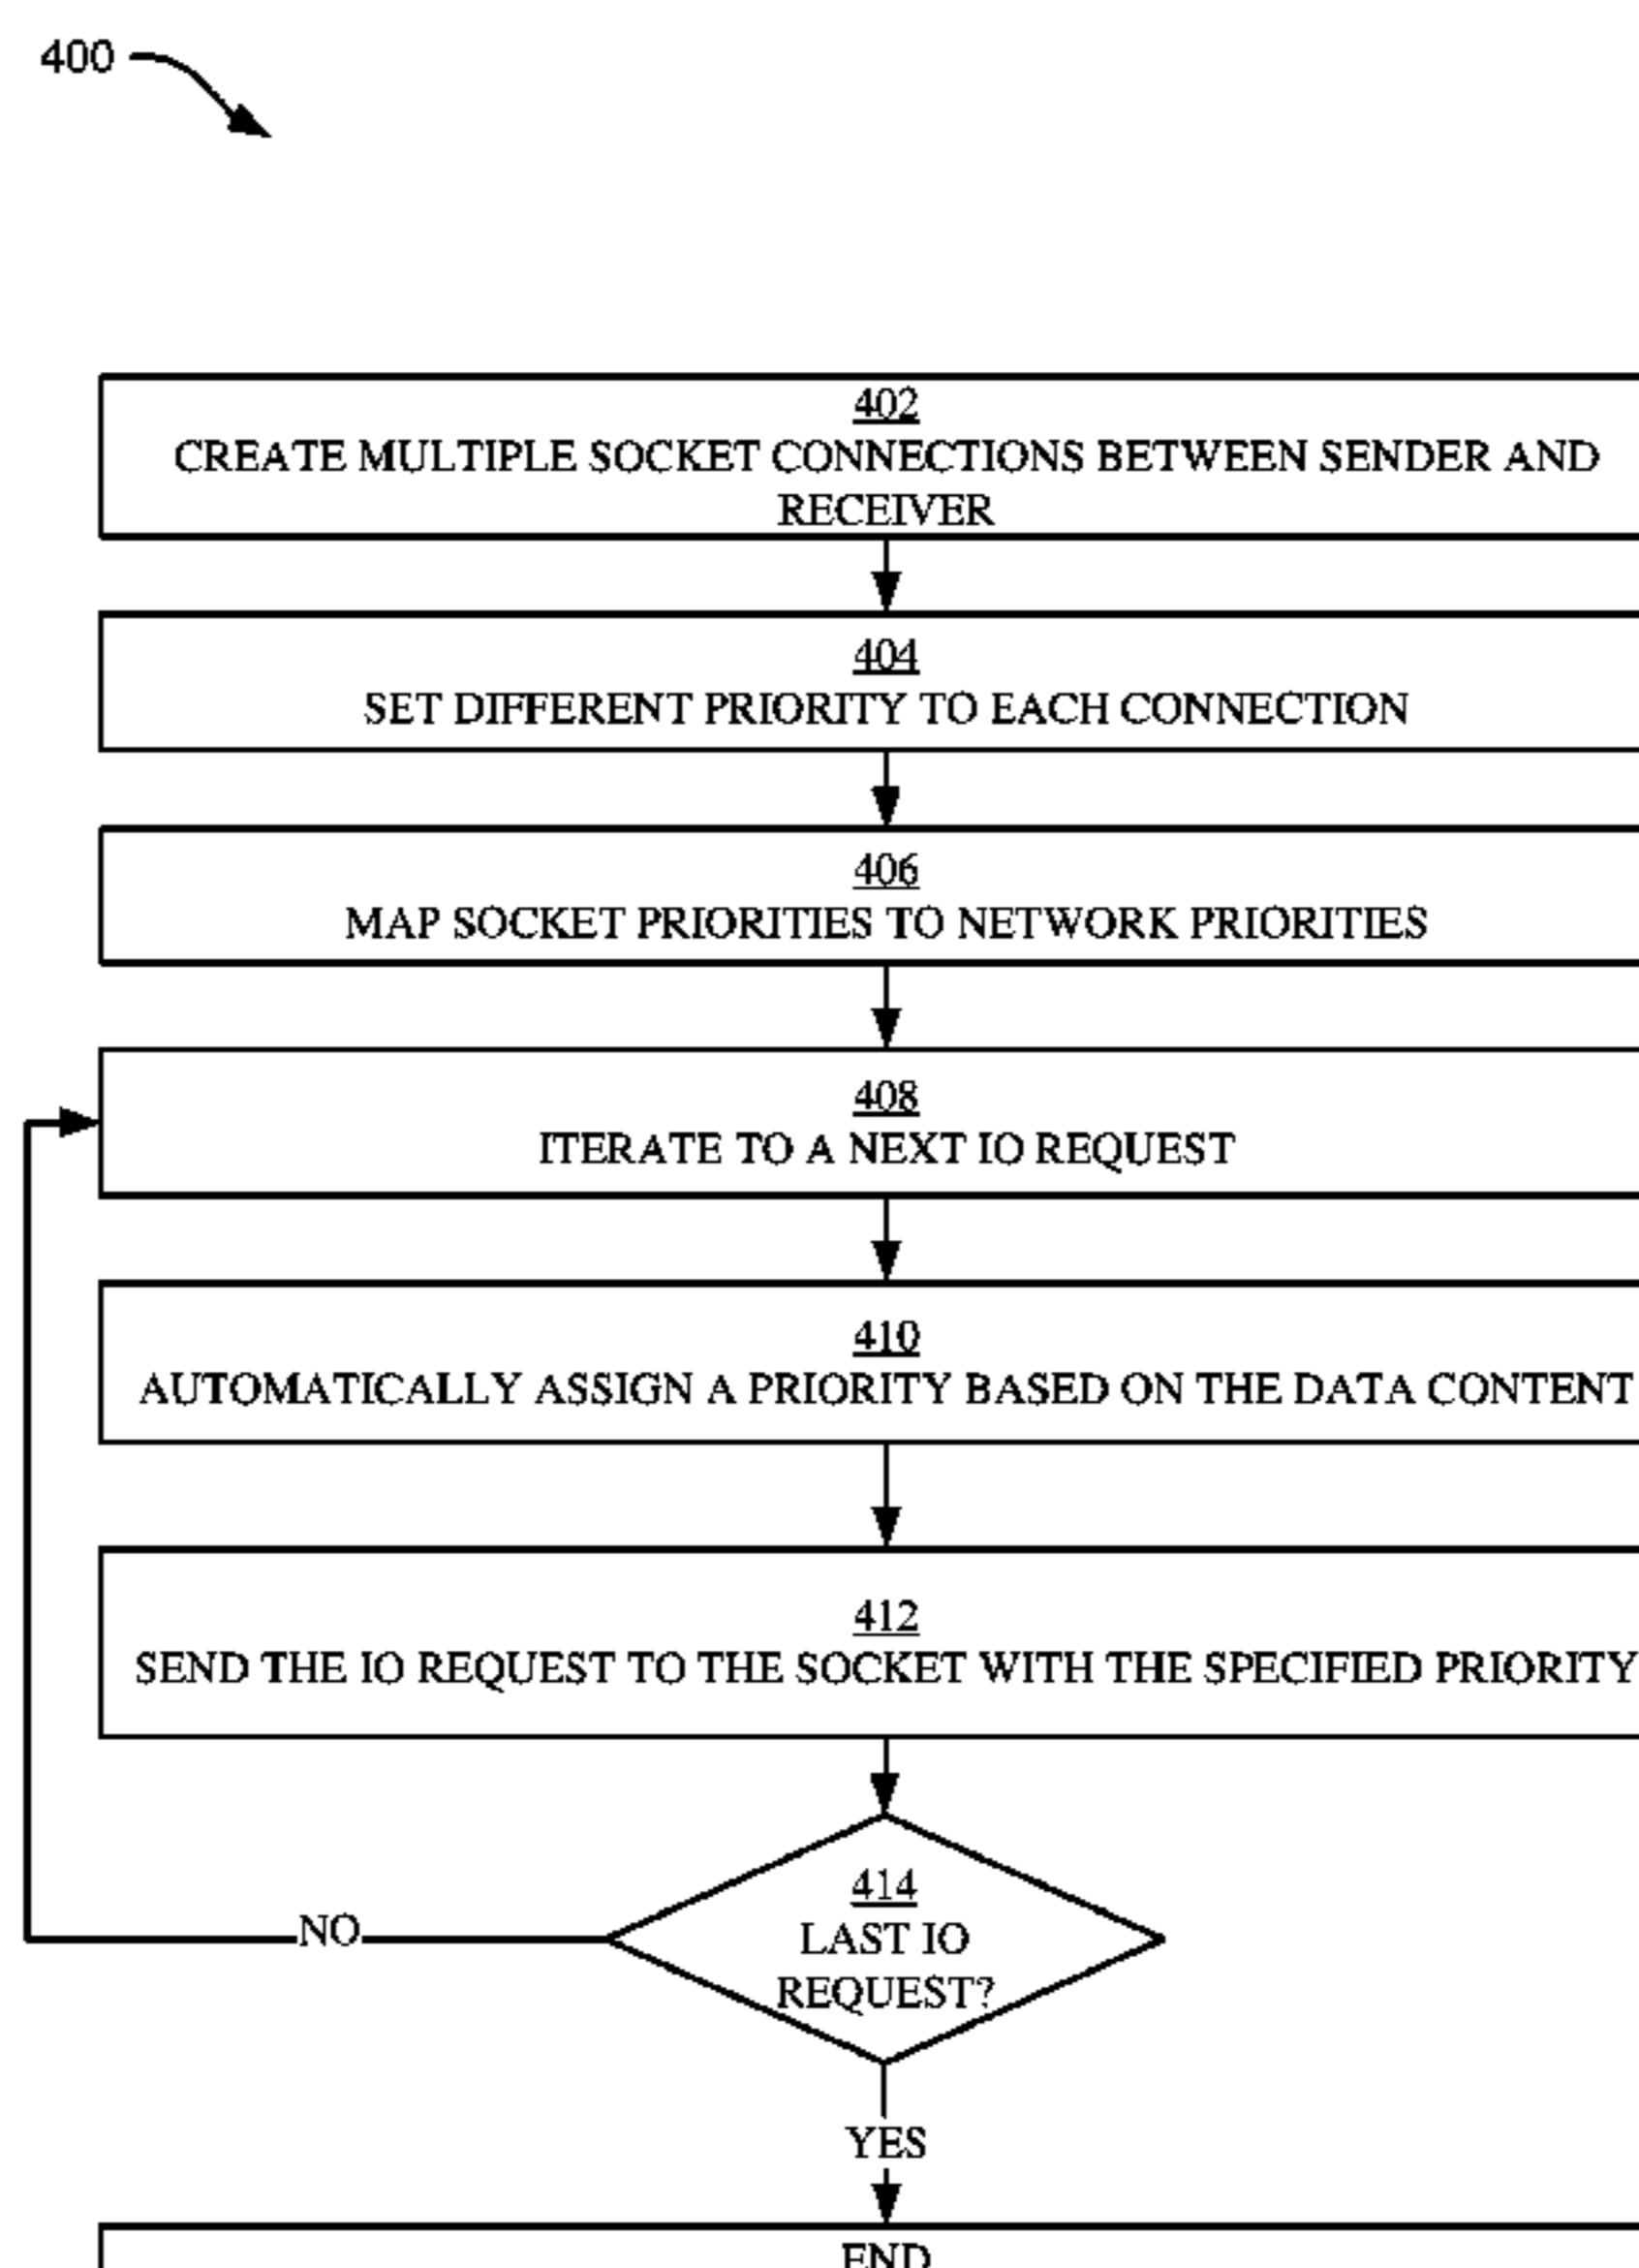 400
402
CREATE MULTIPLE SOCKET CONNECTIONS BETWEEN SENDER AND
RECEIVER
404
SET DIFFERENT PRIORITY TO EACH CONNECTION
406
MAP SOCKET PRIORITIES TO NETWORK PRIORITIES
408
ITERATE TO A NEXT IO REQUEST
410
AUTOMATICALLY ASSIGN A PRIORITY BASED ON THE DATA CONTENT
412
SEND THE IO REQUEST TO THE SOCKET WITH THE SPECIFIED PRIORITY
414
LAST IO
REQUEST?
NO
YES
END